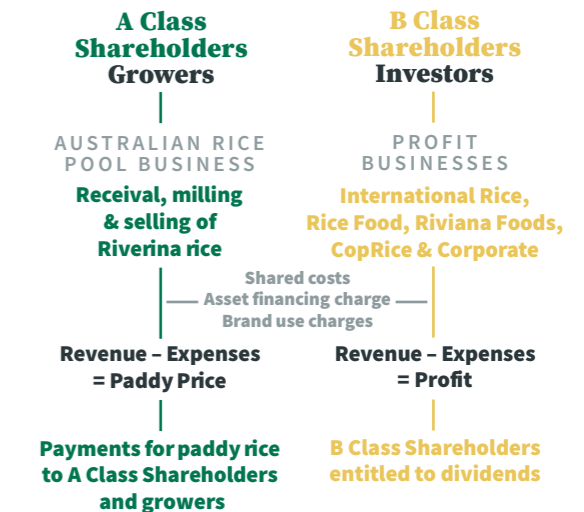 A Class
Shareholders
Growers
AUSTRALIAN RICE
POOL BUSINESS
Receival, milling
& selling of
Riverina rice
B Class
Shareholders
Investors
PROFIT
BUSINESSES
International Rice,
Rice Food, Riviana Foods,
CopRice & Corporate
Shared costs
Asset financing charge
Brand use charges
Revenue – Expenses
= Paddy Price
Payments for paddy rice
to A Class Shareholders
and growers
Revenue – Expenses
= Profit
B Class Shareholders
entitled to dividends